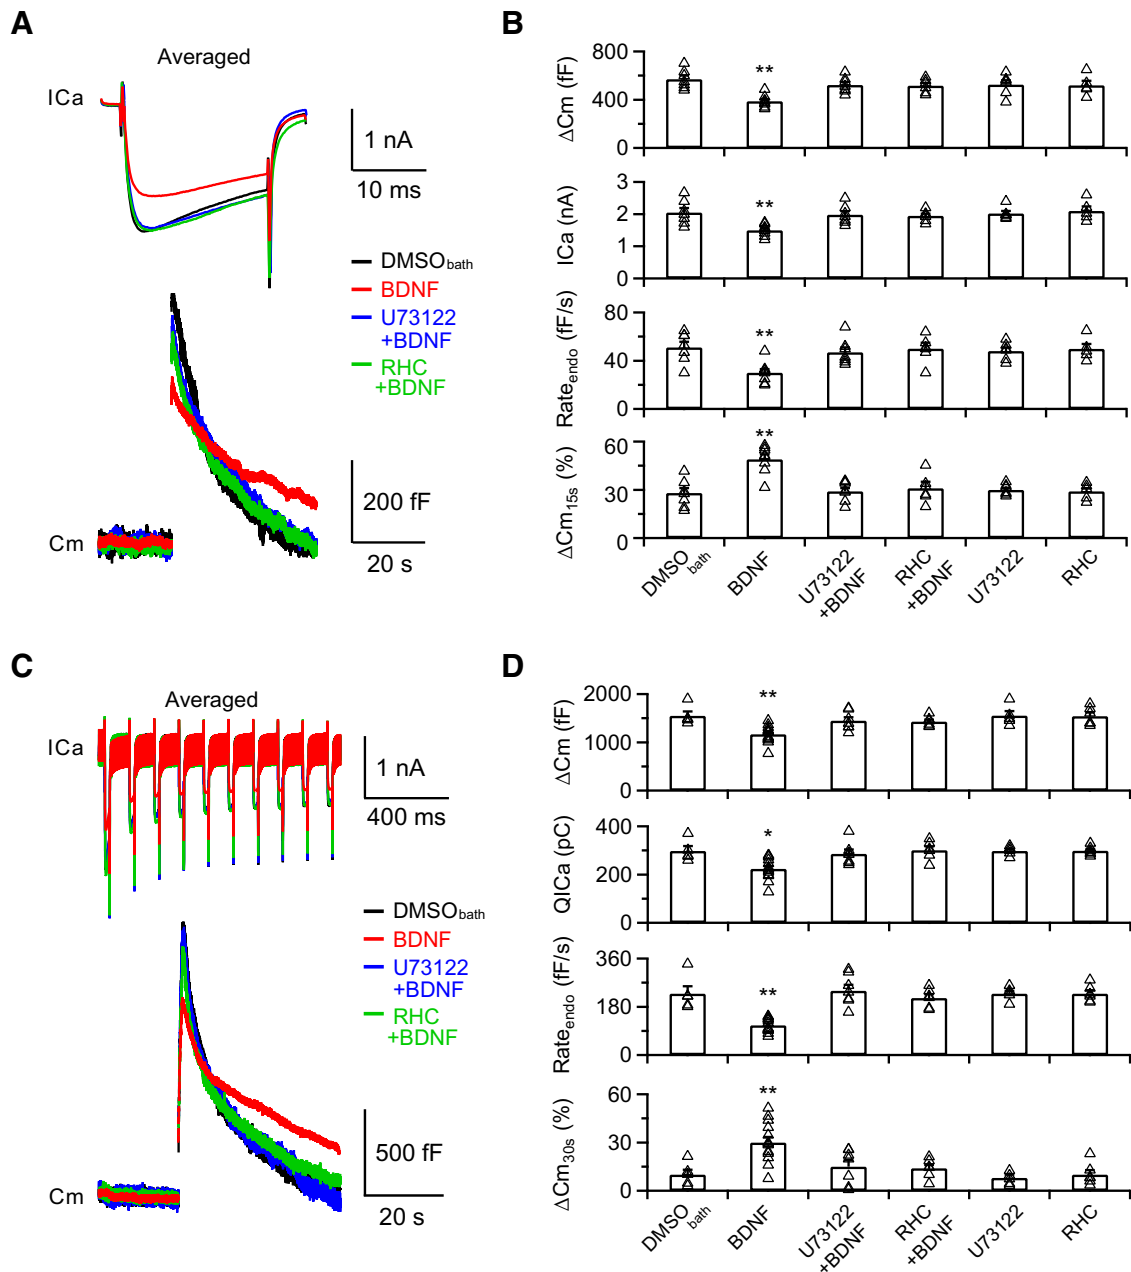 A
Averaged
ICa
1 nA
10 ms
DMSObath
BDNF
U73122
+BDNF
RHC
+BDNF
200 fF
20 s
Cm
B
ΔCm (fF)
800
400
0
**
ICa (nA)
3
2
1
0
**
Rateendo (fF/s)
80
40
0
**
ΔCm15s (%)
60
30
0
**
DMSO bath
BDNF
U73122
+BDNF
RHC
+BDNF
U73122
RHC
C
Averaged
ICa
1 nA
400 ms
DMSObath
BDNF
U73122
+BDNF
RHC
+BDNF
500 fF
20 s
Cm
D
ΔCm (fF)
2000
1000
0
**
QICa (pC)
400
200
0
*
Rateendo (fF/s)
360
180
0
**
ΔCm30s (%)
60
30
0
**
DMSO bath
BDNF
U73122
+BDNF
RHC
+BDNF
U73122
RHC